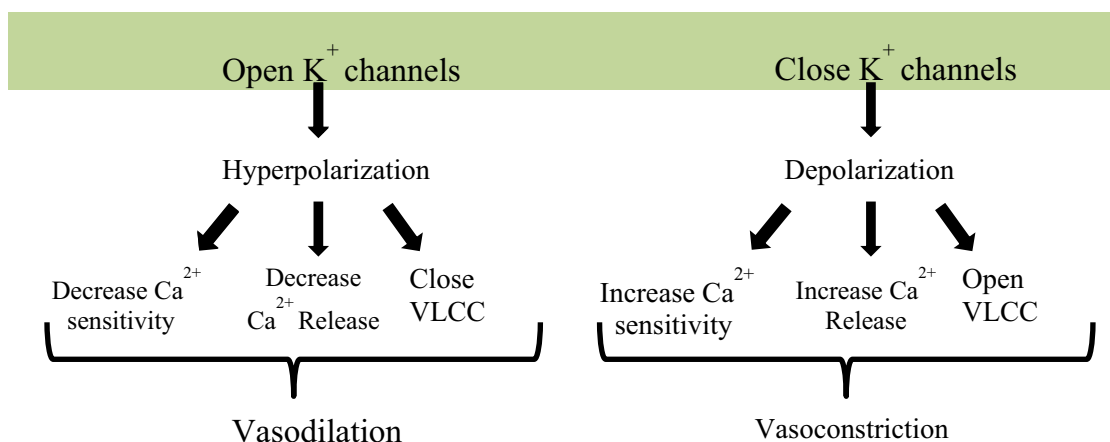 Open K+ channels
Close K+ channels
Hyperpolarization
Depolarization
Decrease Ca2+
sensitivity
Decrease
Ca2+ Release
Close
VLCC
Increase Ca2+
sensitivity
Increase Ca2+
Release
Open
VLCC
Vasodilation
Vasoconstriction